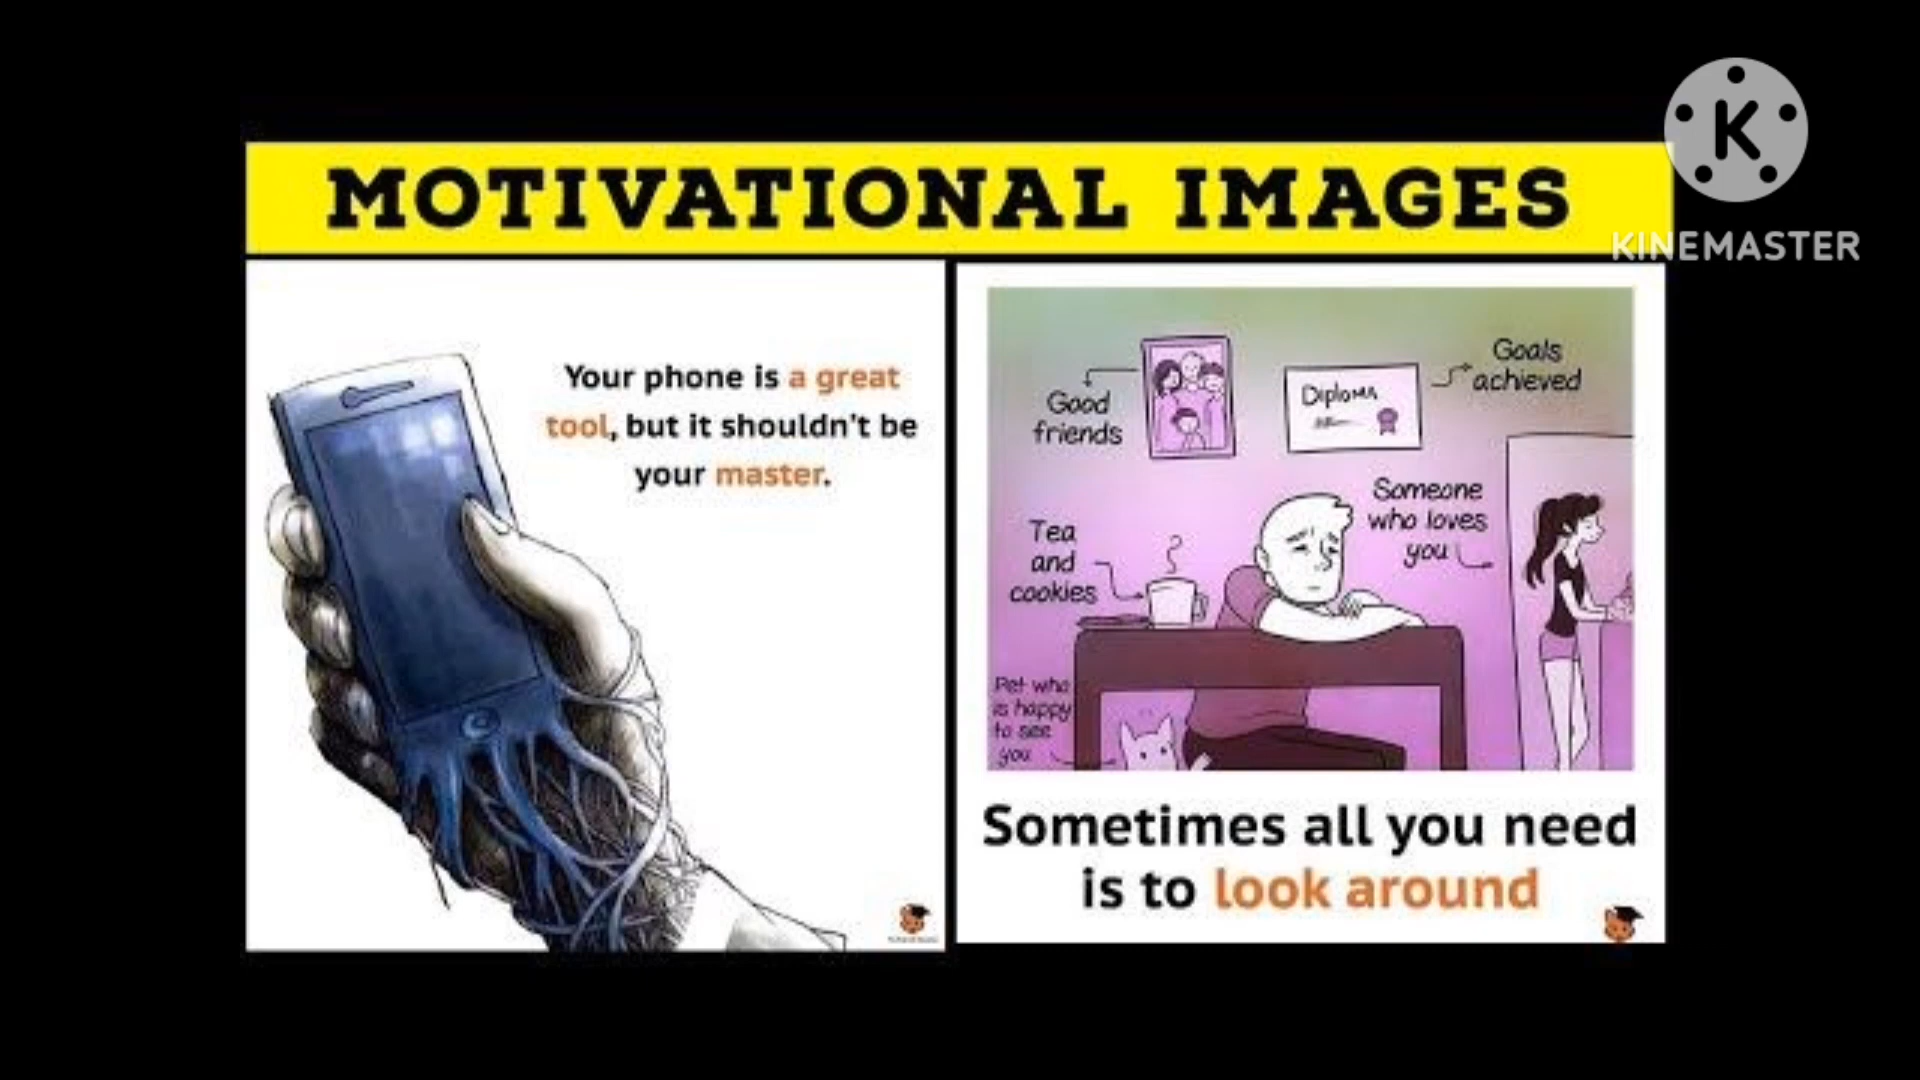 MOTIVATIONAL IMAGES
K
KINEMASTER
Your phone is a great
tool, but it shouldn't be
your master.
Good
friends
Diploma
Goals
achieved
Someone
who loves
you
Tea
and
cookies
Pet who
is happy
to see
you
Sometimes all you need
is to look around